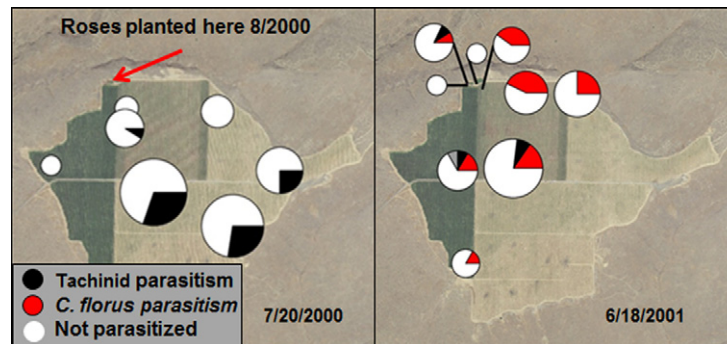 Roses planted here 8/2000
Tachinid parasitism
C. florus parasitism
Not parasitized
7/20/2000
6/18/2001